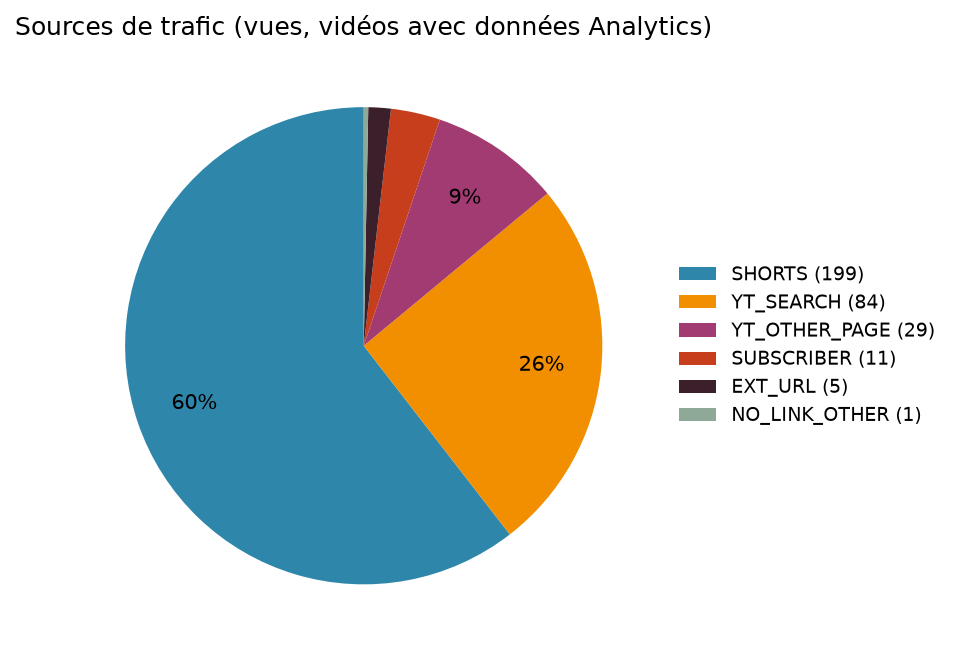 Sources de trafic (vues, vidéos avec données Analytics)
9%
26%
60%
SHORTS (199)
YT_SEARCH (84)
YT_OTHER_PAGE (29)
SUBSCRIBER (11)
EXT_URL (5)
NO_LINK_OTHER (1)